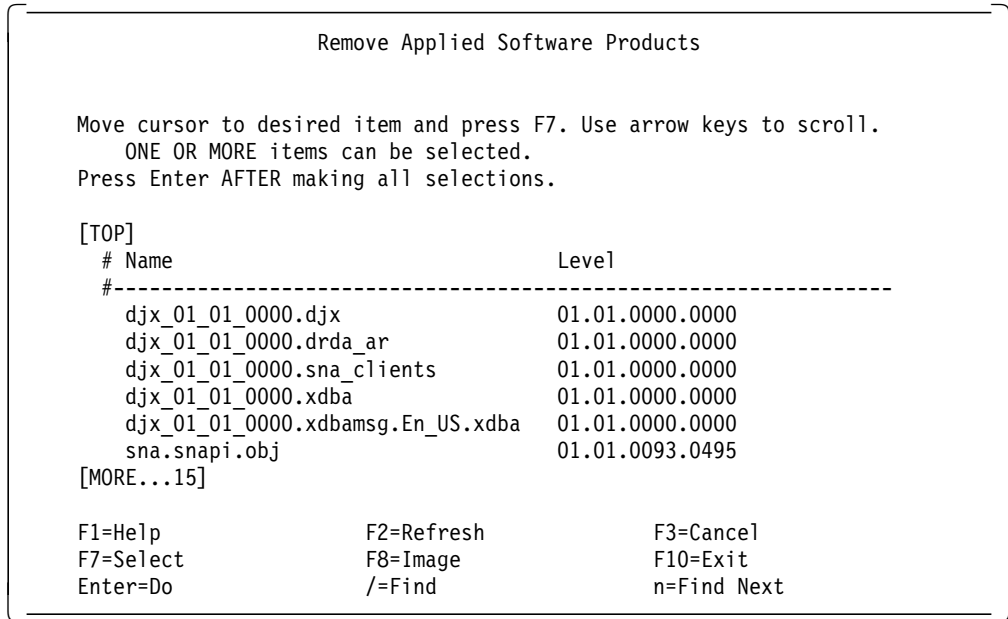 Remove Applied Software Products
Move cursor to desired item and press F7. Use arrow keys to scroll.
ONE OR MORE items can be selected.
Press Enter AFTER making all selections.
[TOP]
# Name Level
#-----------------------------------------------------------------
djx_01_01_0000.djx 01.01.0000.0000
djx_01_01_0000.drda_ar 01.01.0000.0000
djx_01_01_0000.sna_clients 01.01.0000.0000
djx_01_01_0000.xdba 01.01.0000.0000
djx_01_01_0000.xdbamsg.En_US.xdba 01.01.0000.0000
sna.snapi.obj 01.01.0093.0495
[MORE...15]
F1=Help F2=Refresh F3=Cancel
F7=Select F8=Image F10=Exit
Enter=Do /=Find n=Find Next